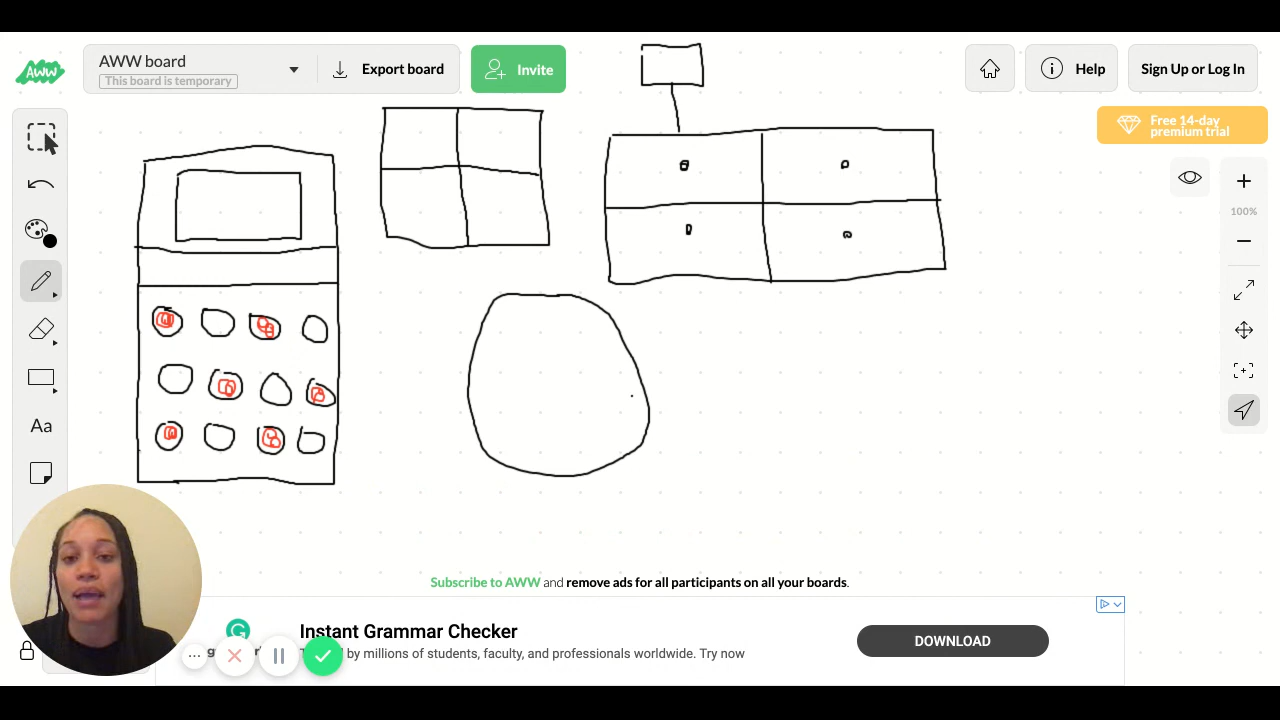 AWW
AWW board
This board is temporary
Export board
Invite
Help
Sign Up or Log In
Free 14-day
premium trial
100%
Aa
Subscribe to AWW and remove ads for all participants on all your boards.
Instant Grammar Checker
by millions of students, faculty, and professionals worldwide. Try now
DOWNLOAD